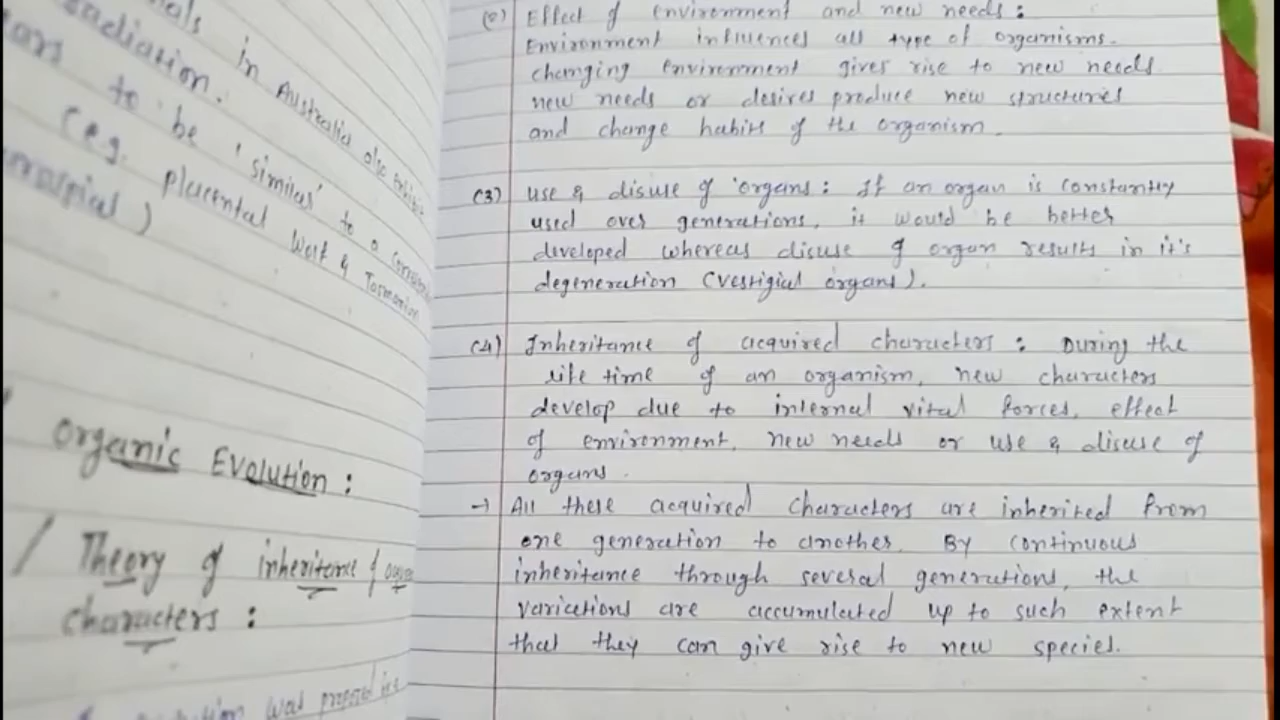 in Australia also
radiation.
to be 'similar' to a
(eg. placental wolf & Tasmanian
)
organic Evolution :
/ Theory of inheritance of
characters :
was proposed
Effect of environment and new needs :
Environment influences all type of organisms.
changing environment gives rise to new needs
new needs or desires produce new structures
and change habits of the organism.
(3) use & disuse of organs : If an organ is constantly
used over generations, it would be better
developed whereas disuse of organ results in it's
degeneration (vestigial organs).
(4) Inheritance of acquired characters : During the
life time of an organism, new characters
develop due to internal vital forces, effect
of environment, new needs or use & disuse of
organs.
→ All these acquired characters are inherited from
one generation to another. By continuous
inheritance through several generations, the
variations are accumulated up to such extent
that they can give rise to new species.